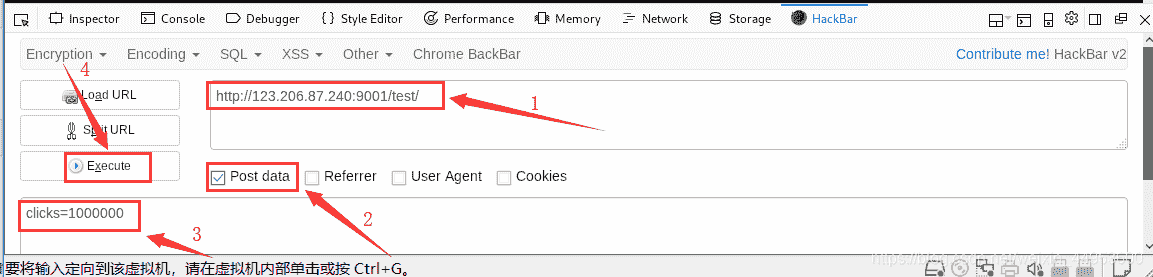 Inspector Console Debugger Style Editor Performance Memory Network Storage HackBar
Encryption Encoding SQL XSS Other Chrome BackBar Contribute me! HackBar v2
4
Load URL
http://123.206.87.240:9001/test/
1
Split URL
Execute
Post data Referrer User Agent Cookies
2
clicks=1000000
3
要将输入定向到该虚拟机，请在虚拟机内部单击或按 Ctrl+G。